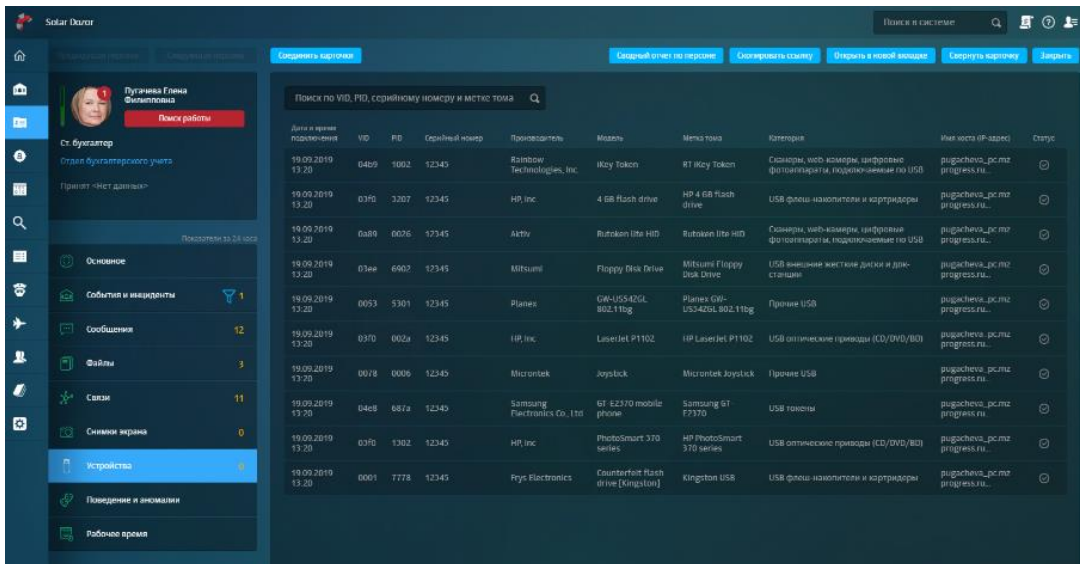 Solar Dozor
Поиск в системе
Соединить карточки
Сводный отчет по персоне
Скопировать ссылку
Открыть в новой вкладке
Свернуть карточку
Закрыть
1
Пугачева Елена
Филипповна
Поиск работы
Ст. бухгалтер
Отдел бухгалтерского учета
Принят <Нет данных>
Показатели за 24 часа
Основное
События и инциденты 1
Сообщения 12
Файлы 3
Связи 11
Снимки экрана 0
Устройства 0
Поведение и аномалии
Рабочее время
Поиск по VID, PID, серийному номеру и метке тома
Дата и время
подключения VID PID Серийный номер Производитель Модель Метка тома Категория Имя хоста (IP-адрес) Статус
19.09.2019 Rainbow Сканеры, web-камеры, цифровые pugacheva_pc.mz
13:20 04b9 1002 12345 Technologies, Inc. iKey Token RT iKey Token фотоаппараты, подключаемые по USB progress.ru...
19.09.2019 HP 4 GB flash pugacheva_pc.mz
13:20 03f0 3207 12345 HP, Inc 4 GB flash drive drive USB флеш-накопители и картридеры progress.ru...
19.09.2019 Сканеры, web-камеры, цифровые pugacheva_pc.mz
13:20 0a89 0026 12345 Aktiv Rutoken lite HID Rutoken lite HID фотоаппараты, подключаемые по USB progress.ru...
19.09.2019 Mitsumi Floppy USB внешние жесткие диски и док- pugacheva_pc.mz
13:20 03ee 6902 12345 Mitsumi Floppy Disk Drive Disk Drive станции progress.ru...
19.09.2019 GW-US54ZGL Planex GW- pugacheva_pc.mz
13:20 0053 5301 12345 Planex 802.11bg US54ZGL 802.11bg Прочие USB progress.ru...
19.09.2019 pugacheva_pc.mz
13:20 03f0 002a 12345 HP, Inc LaserJet P1102 HP LaserJet P1102 USB оптические приводы (CD/DVD/BD) progress.ru...
19.09.2019 pugacheva_pc.mz
13:20 0078 0006 12345 Microntek Joystick Microntek Joystick Прочие USB progress.ru...
19.09.2019 Samsung GT-E2370 mobile Samsung GT- pugacheva_pc.mz
13:20 04e8 687a 12345 Electronics Co., Ltd phone E2370 USB токены progress.ru...
19.09.2019 PhotoSmart 370 HP PhotoSmart pugacheva_pc.mz
13:20 03f0 1302 12345 HP, Inc series 370 series USB оптические приводы (CD/DVD/BD) progress.ru...
19.09.2019 Counterfeit flash pugacheva_pc.mz
13:20 0001 7778 12345 Frys Electronics drive [Kingston] Kingston USB USB флеш-накопители и картридеры progress.ru...